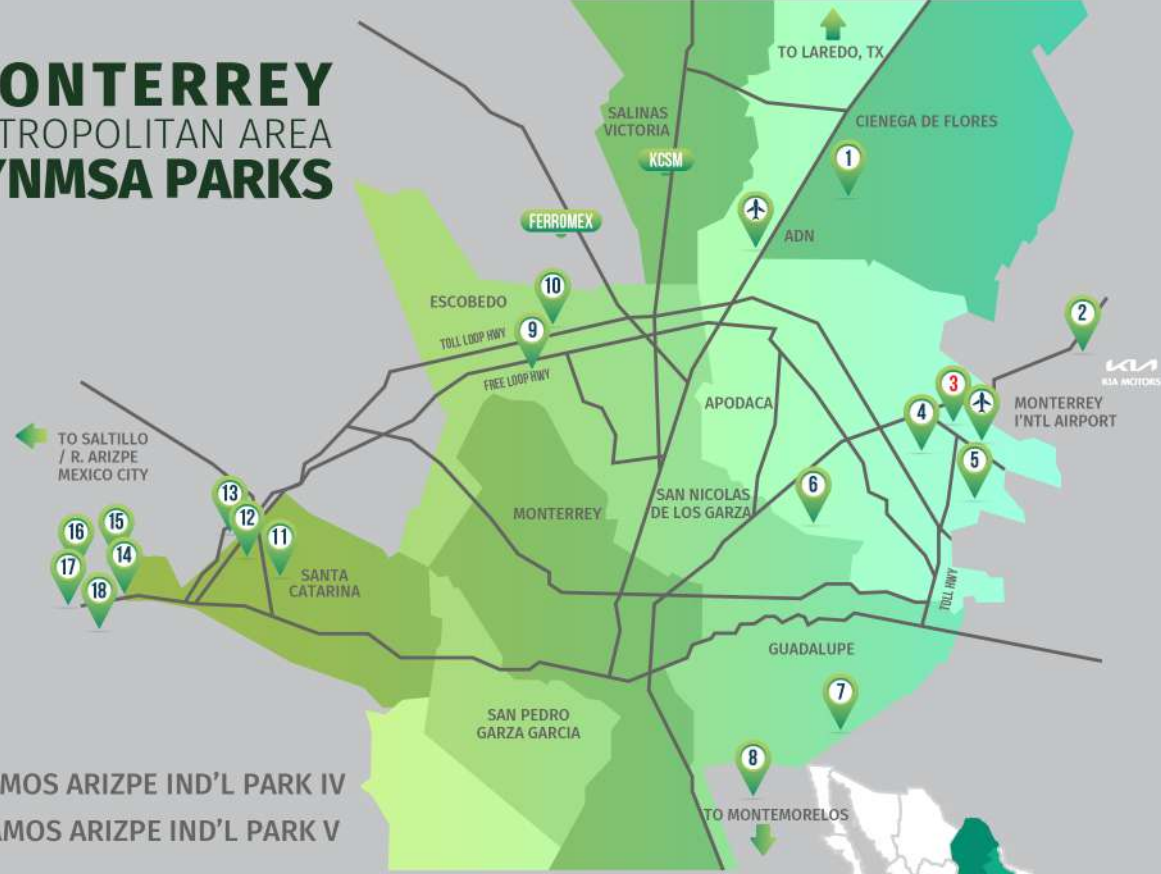 ONTERREY
TROPOLITAN AREA
YNMSA PARKS
TO LAREDO, TX
SALINAS
VICTORIA
KCSM
CIENEGA DE FLORES
1
FERROMEX
ADN
10
ESCOBEDO
9
TOLL LOOP HWY
FREE LOOP HWY
2
KIA
KIA MOTORS
3
4
MONTERREY
I'NTL AIRPORT
APODACA
5
6
TO SALTILLO
/ R. ARIZPE
MEXICO CITY
13
12
11
SAN NICOLAS
DE LOS GARZA
MONTERREY
16
15
14
17
18
SANTA
CATARINA
TOLL HWY
GUADALUPE
7
SAN PEDRO
GARZA GARCIA
8
TO MONTEMORELOS
MOS ARIZPE IND'L PARK IV
AMOS ARIZPE IND'L PARK V